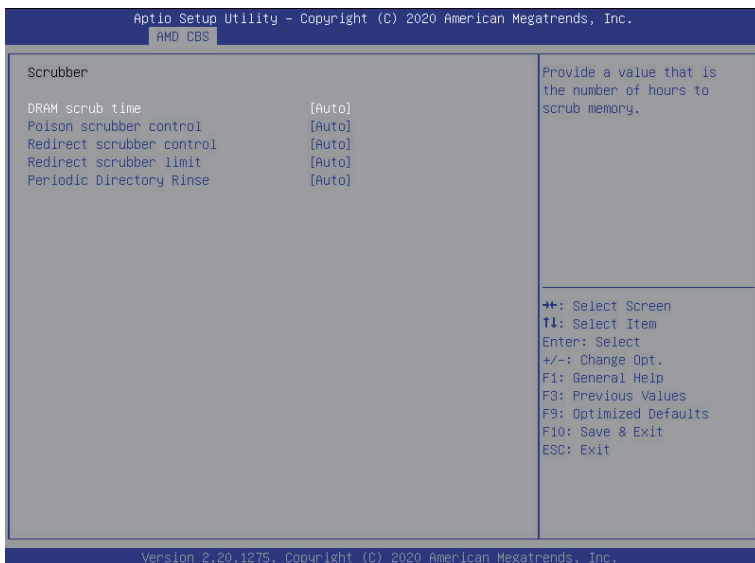 Aptio Setup Utility – Copyright (C) 2020 American Megatrends, Inc.
AMD CBS
Scrubber
DRAM scrub time [Auto]
Poison scrubber control [Auto]
Redirect scrubber control [Auto]
Redirect scrubber limit [Auto]
Periodic Directory Rinse [Auto]
Provide a value that is
the number of hours to
scrub memory.
→←: Select Screen
↑↓: Select Item
Enter: Select
+/-: Change Opt.
F1: General Help
F3: Previous Values
F9: Optimized Defaults
F10: Save & Exit
ESC: Exit
Version 2.20.1275. Copyright (C) 2020 American Megatrends, Inc.